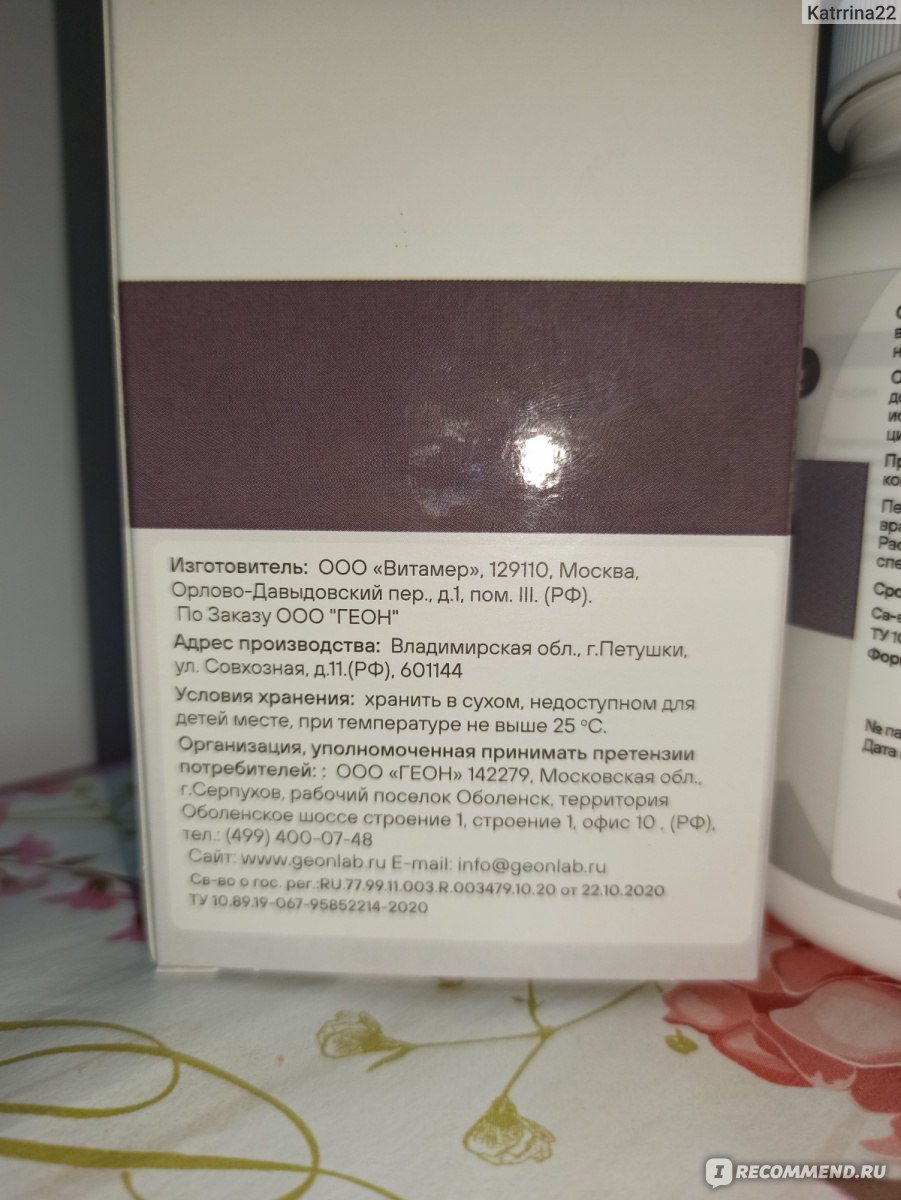 Katrrina22
Изготовитель: ООО «Витамер», 129110, Москва,
Орлово-Давыдовский пер., д.1, пом. III. (РФ).
По Заказу ООО "ГЕОН"
Адрес производства: Владимирская обл., г.Петушки,
ул. Совхозная, д.11.(РФ), 601144
Условия хранения: хранить в сухом, недоступном для
детей месте, при температуре не выше 25 °C.
Организация, уполномоченная принимать претензии
потребителей: : ООО «ГЕОН» 142279, Московская обл.,
г.Серпухов, рабочий поселок Оболенск, территория
Оболенское шоссе строение 1, строение 1, офис 10 , (РФ),
тел.: (499) 400-07-48
Сайт: www.geonlab.ru E-mail: info@geonlab.ru
Св-во о гос. рег.:RU.77.99.11.003.R.003479.10.20 от 22.10.2020
ТУ 10.89.19-067-95852214-2020
№ па
Дата
IRECOMMEND.RU